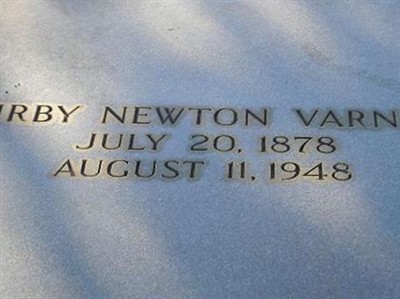 IRBY NEWTON VARN
JULY 20, 1878
AUGUST 11, 1948